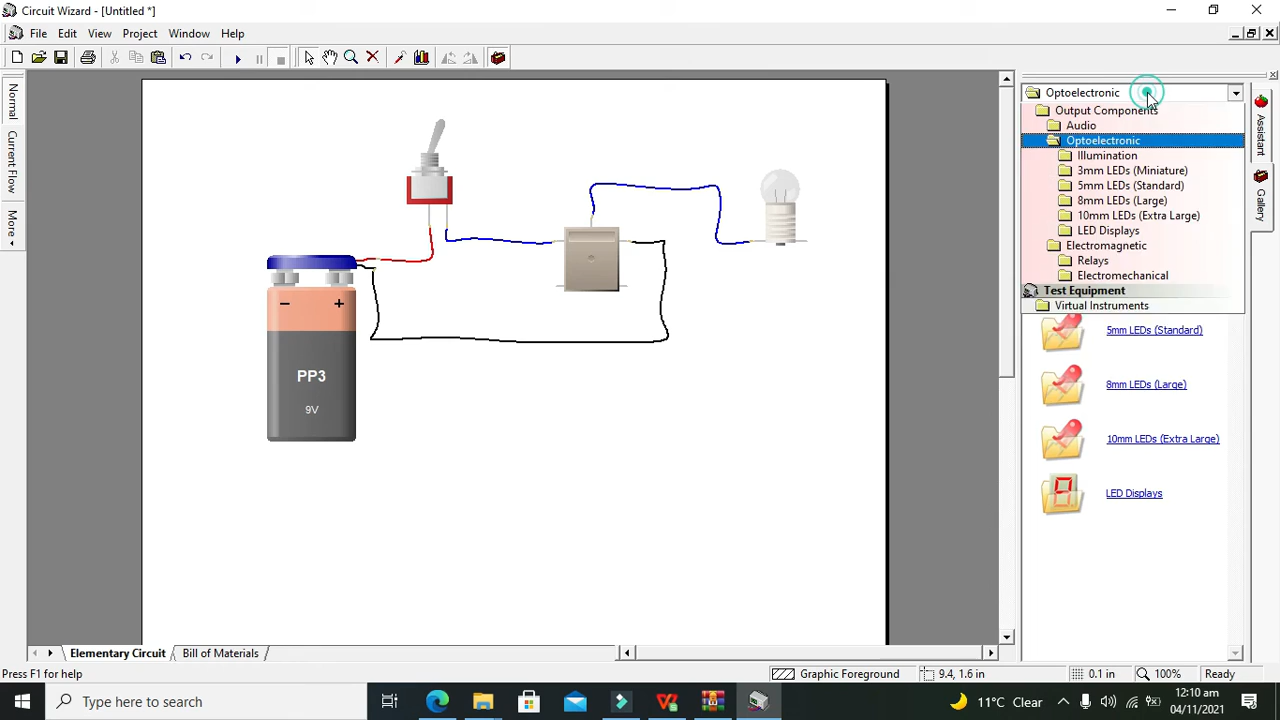 Circuit Wizard - [Untitled *]
File Edit View Project Window Help
Normal
Current Flow
More
PP3
9V
Optoelectronic
Output Components
Audio
Optoelectronic
Illumination
3mm LEDs (Miniature)
5mm LEDs (Standard)
8mm LEDs (Large)
10mm LEDs (Extra Large)
LED Displays
Electromagnetic
Relays
Electromechanical
Test Equipment
Virtual Instruments
5mm LEDs (Standard)
8mm LEDs (Large)
10mm LEDs (Extra Large)
LED Displays
Assistant
Gallery
Elementary Circuit Bill of Materials
Press F1 for help Graphic Foreground 9.4, 1.6 in 0.1 in 100% Ready
Type here to search 11°C Clear 12:10 am
04/11/2021